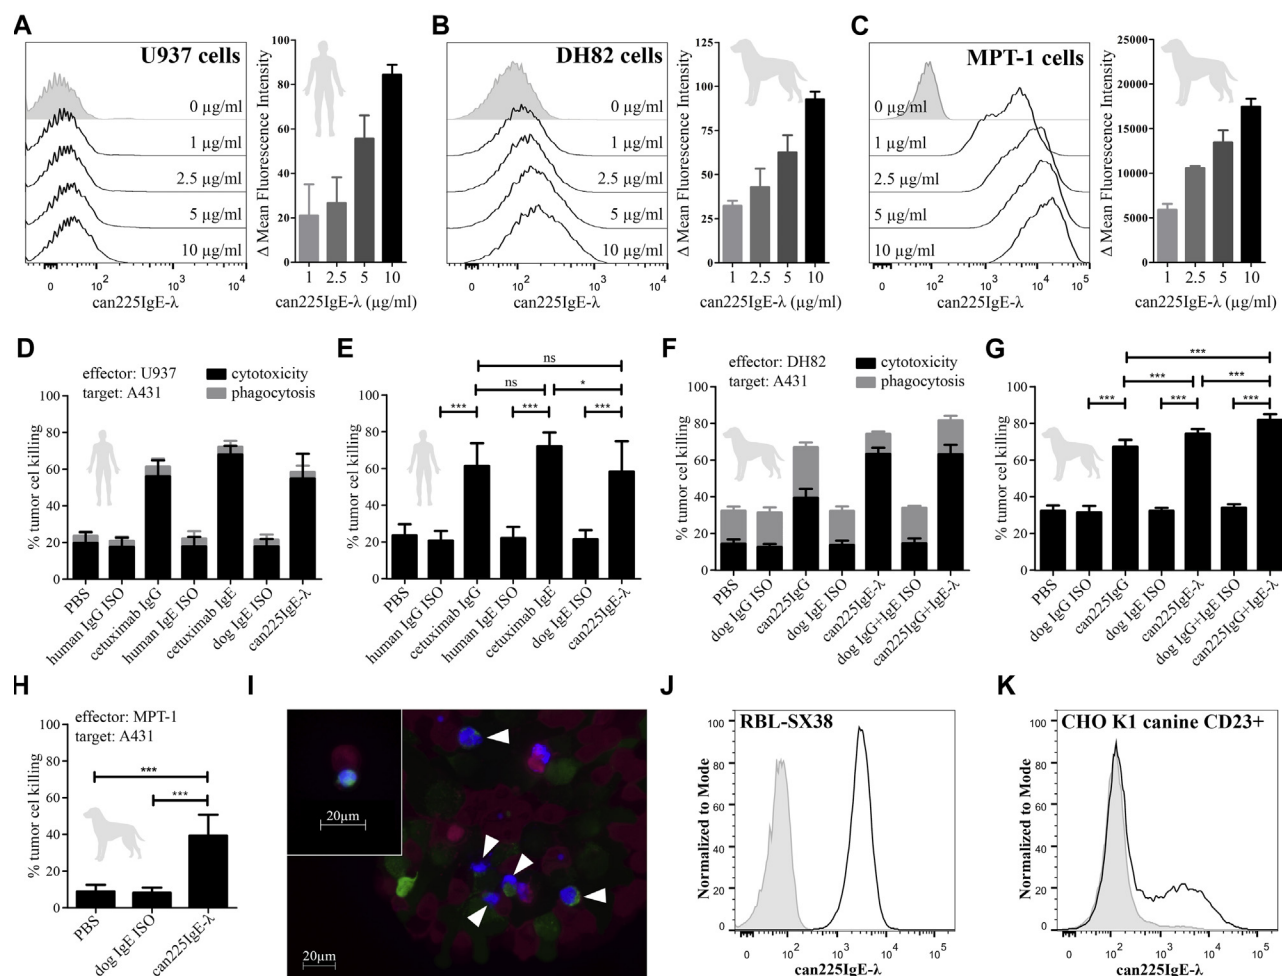 A
U937 cells
0 µg/ml
1 µg/ml
2.5 µg/ml
5 µg/ml
10 µg/ml
0 10² 10³ 10⁴
can225IgE-λ
Δ Mean Fluorescence Intensity
100
80
60
40
20
0
1 2.5 5 10
can225IgE-λ (µg/ml)
B
DH82 cells
0 µg/ml
1 µg/ml
2.5 µg/ml
5 µg/ml
10 µg/ml
0 10² 10³ 10⁴
can225IgE-λ
Δ Mean Fluorescence Intensity
125
100
75
50
25
0
1 2.5 5 10
can225IgE-λ (µg/ml)
C
MPT-1 cells
0 µg/ml
1 µg/ml
2.5 µg/ml
5 µg/ml
10 µg/ml
0 10² 10³ 10⁴ 10⁵
can225IgE-λ
Δ Mean Fluorescence Intensity
25000
20000
15000
10000
5000
0
1 2.5 5 10
can225IgE-λ (µg/ml)
D
effector: U937
target: A431
cytotoxicity
phagocytosis
% tumor cell killing
100
80
60
40
20
0
PBS
human IgG ISO
cetuximab IgG
human IgE ISO
cetuximab IgE
dog IgE ISO
can225IgE-λ
E
ns
ns *
*** *** ***
% tumor cell killing
100
80
60
40
20
0
PBS
human IgG ISO
cetuximab IgG
human IgE ISO
cetuximab IgE
dog IgE ISO
can225IgE-λ
F
effector: DH82
target: A431
cytotoxicity
phagocytosis
% tumor cell killing
100
80
60
40
20
0
PBS
dog IgG ISO
can225IgG
dog IgE ISO
can225IgE-λ
dog IgG+IgE ISO
can225IgG+IgE-λ
G
***
*** ***
*** *** ***
% tumor cell killing
100
80
60
40
20
0
PBS
dog IgG ISO
can225IgG
dog IgE ISO
can225IgE-λ
dog IgG+IgE ISO
can225IgG+IgE-λ
H
effector: MPT-1
target: A431
***
***
% tumor cell killing
100
80
60
40
20
0
PBS
dog IgE ISO
can225IgE-λ
I
20µm
20µm
J
RBL-SX38
Normalized to Mode
100
80
60
40
20
0
0 10² 10³ 10⁴ 10⁵
can225IgE-λ
K
CHO K1 canine CD23+
Normalized to Mode
100
80
60
40
20
0
0 10² 10³ 10⁴ 10⁵
can225IgE-λ